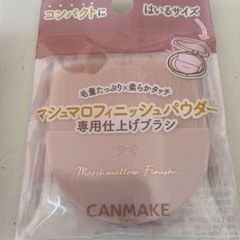 コンパクトに
はいるサイズ
毛量たっぷり×柔らかタッチ
マシュマロフィニッシュパウダー
専用仕上げブラシ
Marshmallow Finish...
CANMAKE
TOKYO